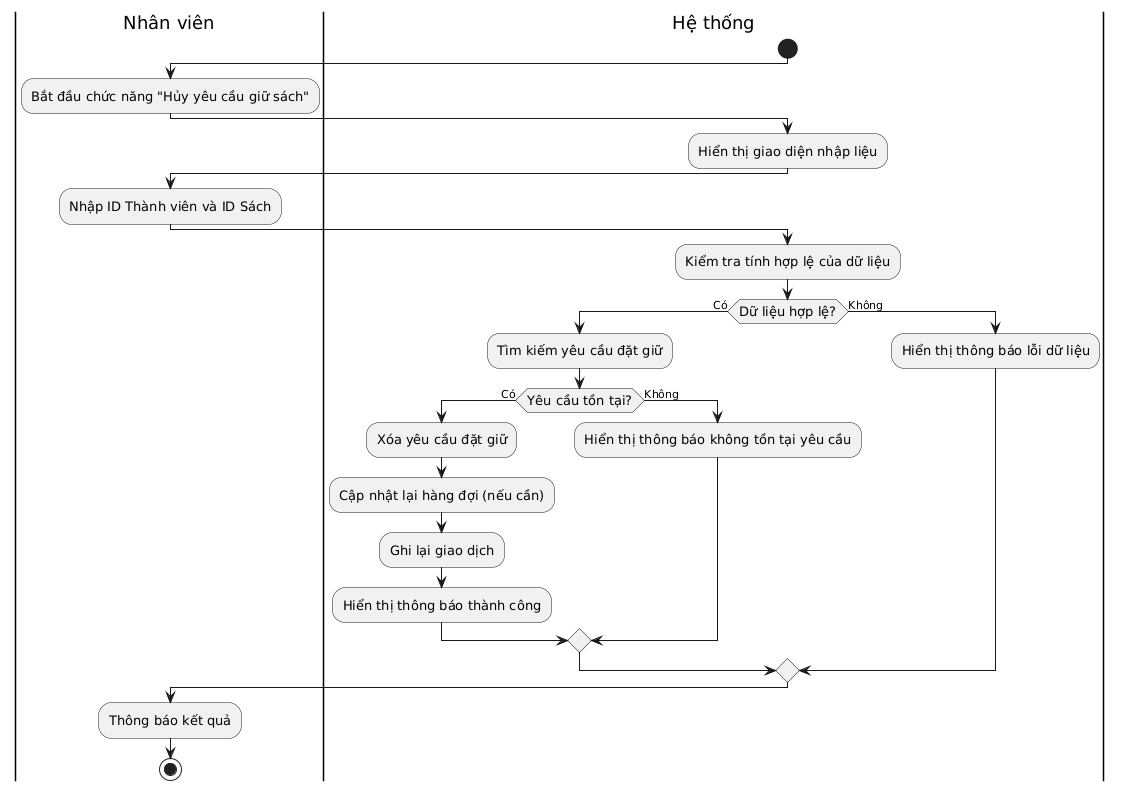 Nhân viên
Hệ thống
Bắt đầu chức năng "Hủy yêu cầu giữ sách"
Hiển thị giao diện nhập liệu
Nhập ID Thành viên và ID Sách
Kiểm tra tính hợp lệ của dữ liệu
Có
Dữ liệu hợp lệ?
Không
Tìm kiếm yêu cầu đặt giữ
Hiển thị thông báo lỗi dữ liệu
Có
Yêu cầu tồn tại?
Không
Xóa yêu cầu đặt giữ
Hiển thị thông báo không tồn tại yêu cầu
Cập nhật lại hàng đợi (nếu cần)
Ghi lại giao dịch
Hiển thị thông báo thành công
Thông báo kết quả